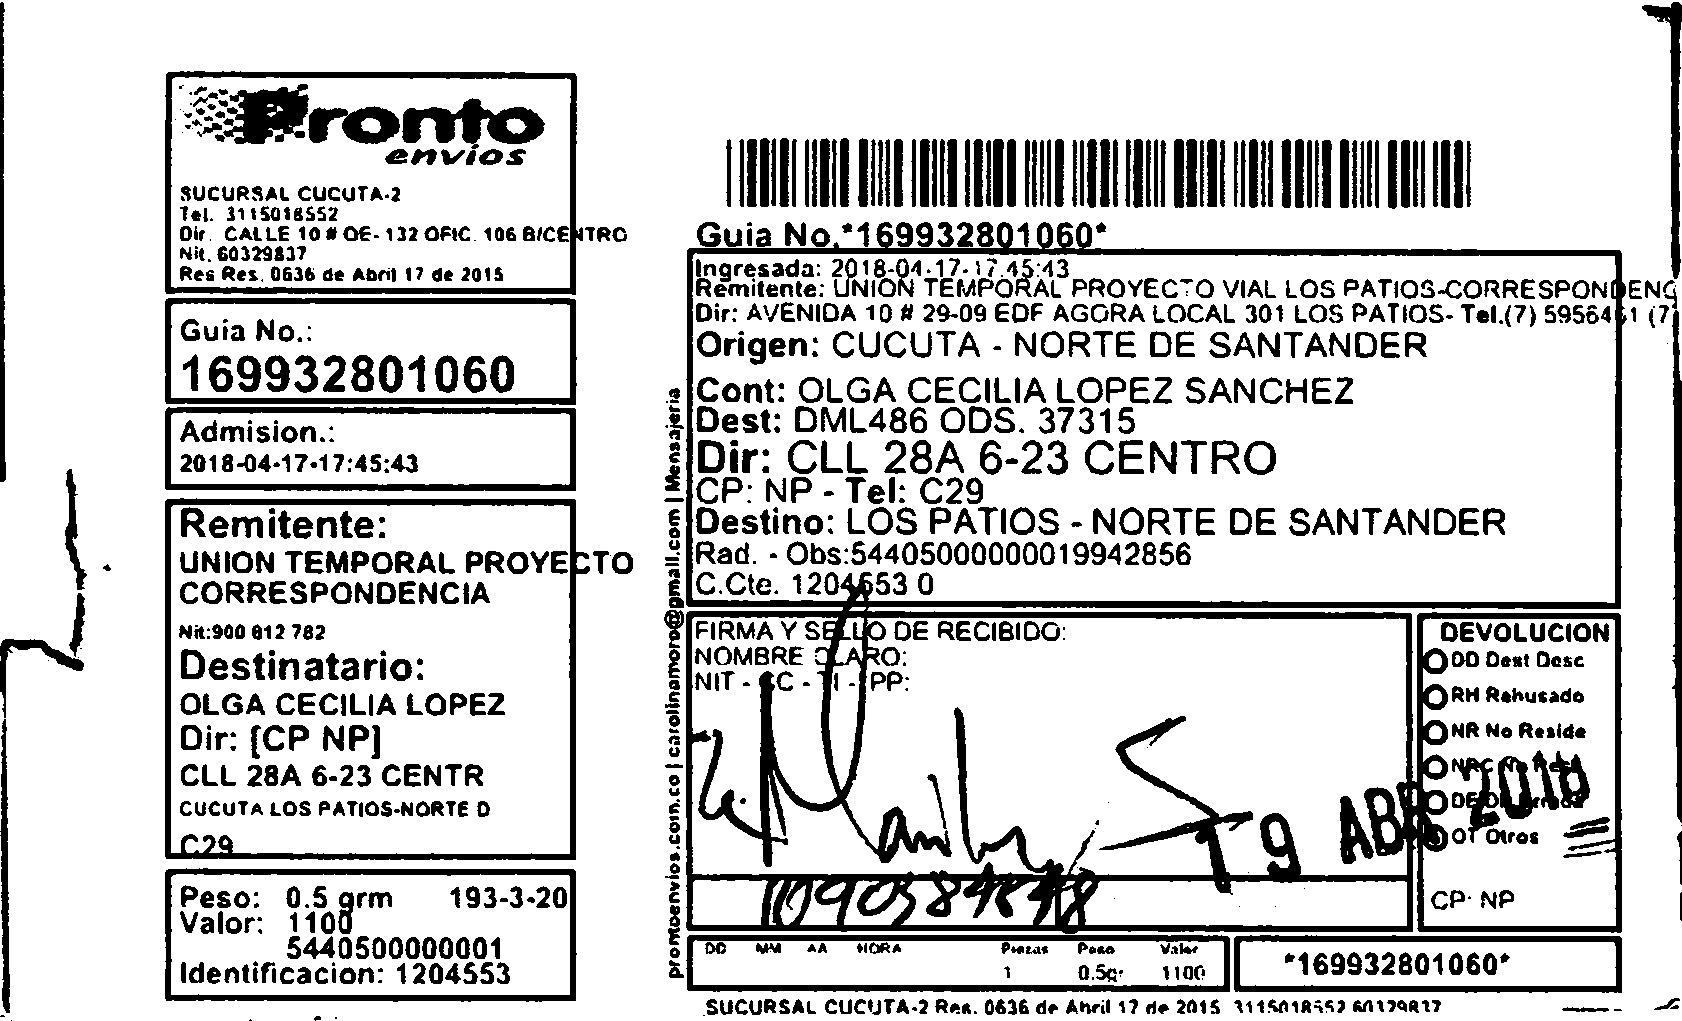 Pronto
envios
SUCURSAL CUCUTA-2
Tel. 3115018552
Dir. CALLE 10 # OE- 132 OFIC. 106 B/CENTRO
Nit. 60329837
Res Res. 0636 de Abril 17 de 2015
Guia No.:
169932801060
Admision.:
2018-04-17-17:45:43
Remitente:
UNION TEMPORAL PROYECTO
CORRESPONDENCIA
Nit:900 812 782
Destinatario:
OLGA CECILIA LOPEZ
Dir: [CP NP]
CLL 28A 6-23 CENTR
CUCUTA LOS PATIOS-NORTE D
C29
Peso: 0.5 grm 193-3-20
Valor: 1100
5440500000001
Identificacion: 1204553
prontoenvios.com.co | carolinamoro@gmail.com | Mensajeria
Guia No.*169932801060*
Ingresada: 2018-04-17-17:45:43
Remitente: UNION TEMPORAL PROYECTO VIAL LOS PATIOS-CORRESPONDENC
Dir: AVENIDA 10 # 29-09 EDF AGORA LOCAL 301 LOS PATIOS- Tel.(7) 5956461 (7)
Origen: CUCUTA - NORTE DE SANTANDER
Cont: OLGA CECILIA LOPEZ SANCHEZ
Dest: DML486 ODS. 37315
Dir: CLL 28A 6-23 CENTRO
CP: NP - Tel: C29
Destino: LOS PATIOS - NORTE DE SANTANDER
Rad. - Obs:54405000000019942856
C.Cte. 1204553 0
FIRMA Y SELLO DE RECIBIDO:
NOMBRE CLARO:
NIT - CC - TI - PP:
19 ABR 2018
DEVOLUCION
DD Dest Desc
RH Rehusado
NR No Reside
OT Otros
CP: NP
DD MM AA HORA Piezas Peso Valor
1 0.5gr 1100
*169932801060*
SUCURSAL CUCUTA-2 Res. 0636 de Abril 17 de 2015 3115018552 60329837